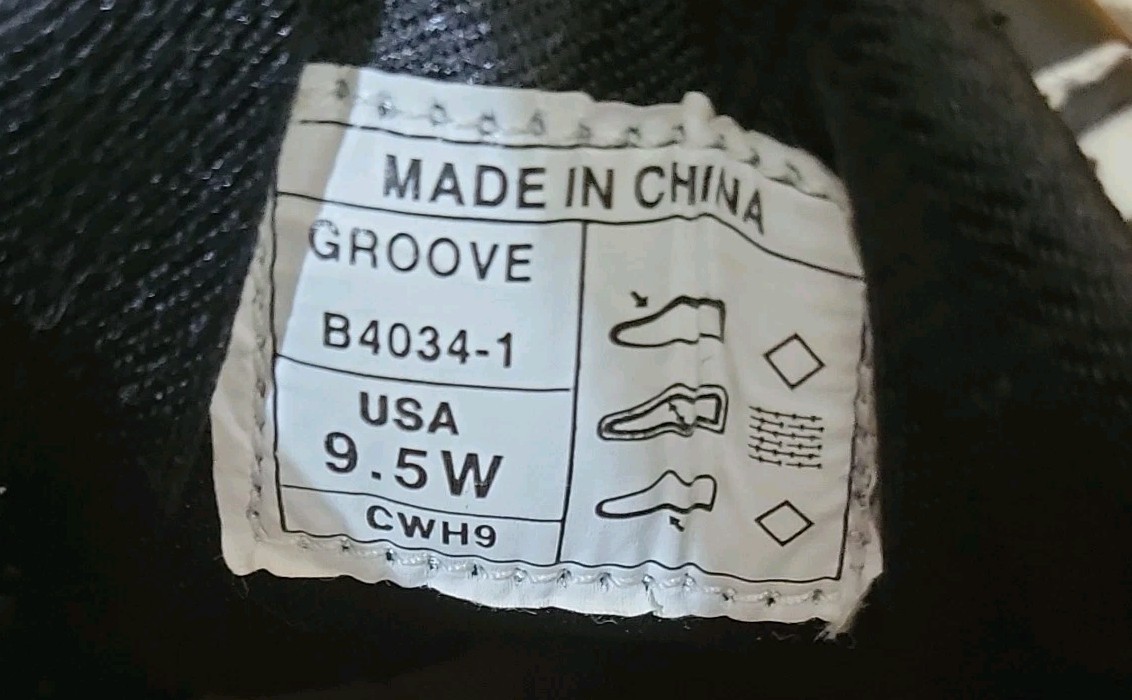 MADE IN CHINA
GROOVE
B4034-1
USA
9.5W
CWH9